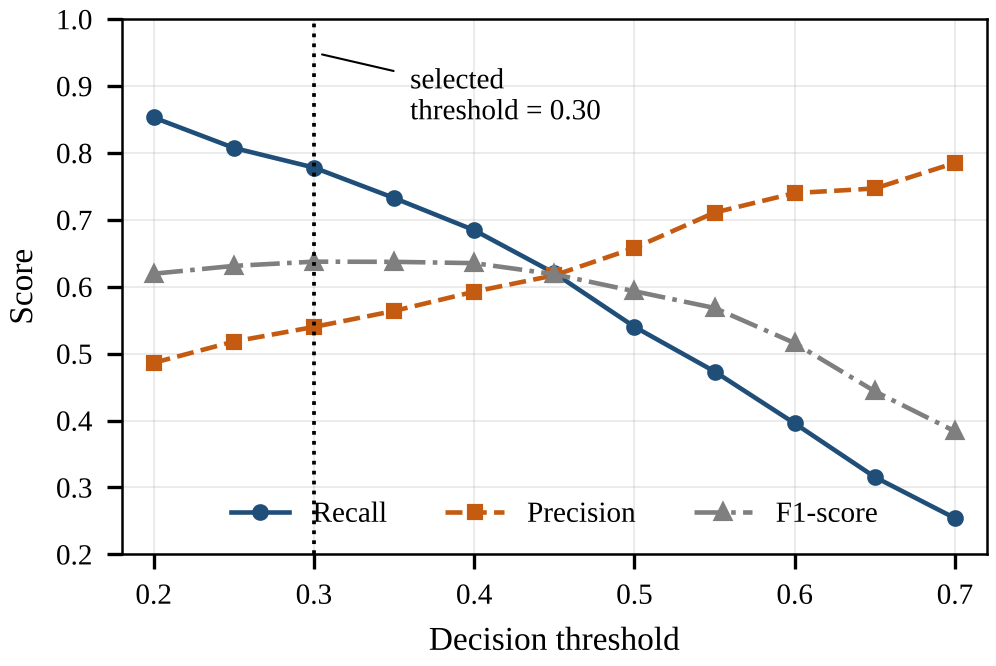 1.0
0.9
0.8
0.7
0.6
0.5
0.4
0.3
0.2
Score
selected
threshold = 0.30
Recall Precision F1-score
0.2 0.3 0.4 0.5 0.6 0.7
Decision threshold